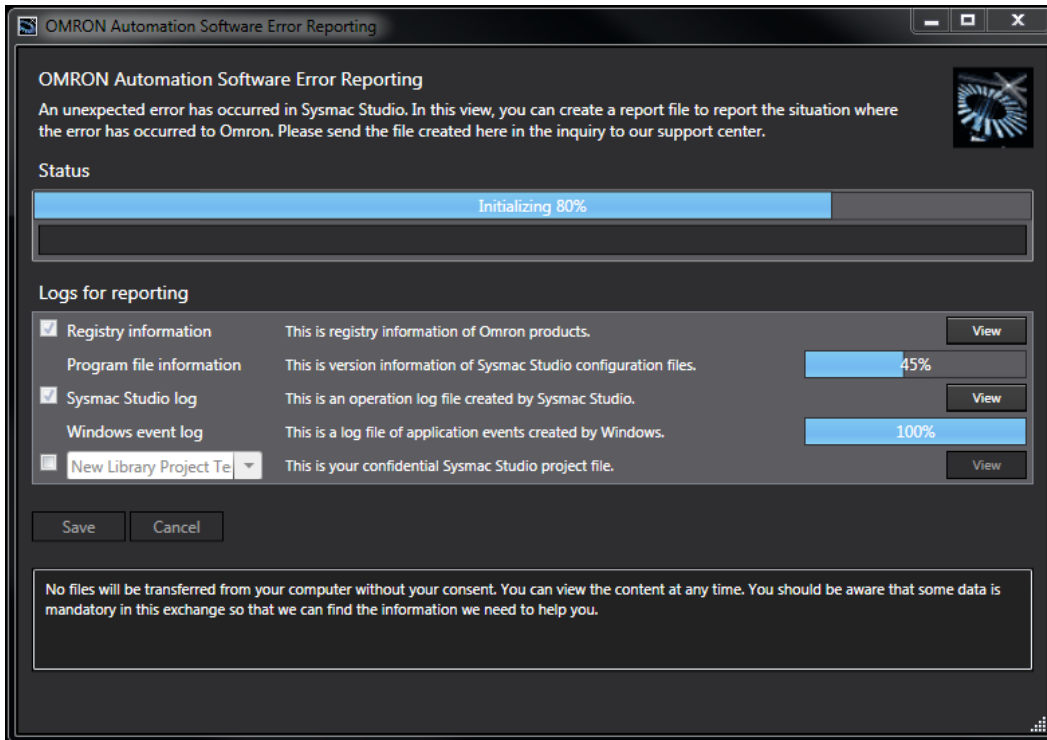 OMRON Automation Software Error Reporting
OMRON Automation Software Error Reporting
An unexpected error has occurred in Sysmac Studio. In this view, you can create a report file to report the situation where
the error has occurred to Omron. Please send the file created here in the inquiry to our support center.
Status
Initializing 80%
Logs for reporting
Registry information This is registry information of Omron products. View
Program file information This is version information of Sysmac Studio configuration files. 45%
Sysmac Studio log This is an operation log file created by Sysmac Studio. View
Windows event log This is a log file of application events created by Windows. 100%
New Library Project Te This is your confidential Sysmac Studio project file. View
Save Cancel
No files will be transferred from your computer without your consent. You can view the content at any time. You should be aware that some data is
mandatory in this exchange so that we can find the information we need to help you.